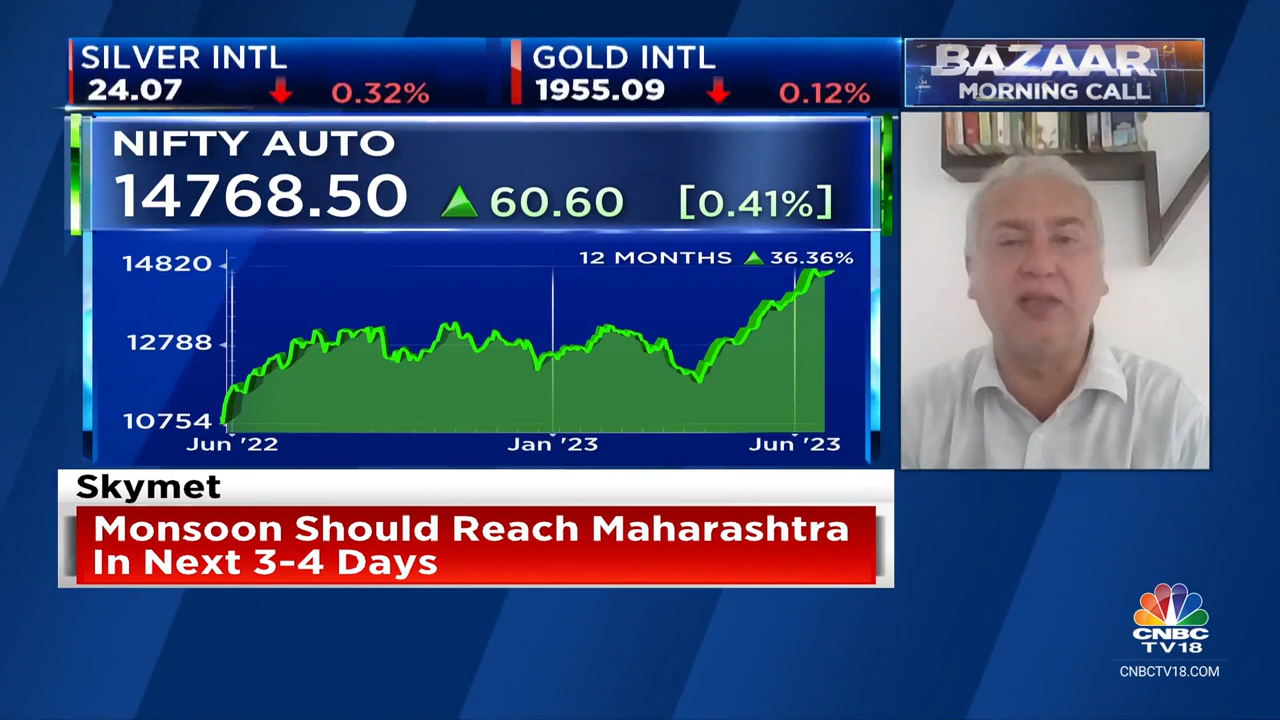 SILVER INTL
24.07 0.32%
GOLD INTL
1955.09 0.12%
BAZAAR
MORNING CALL
NIFTY AUTO
14768.50 60.60 [0.41%]
12 MONTHS 36.36%
14820
12788
10754
Jun '22 Jan '23 Jun '23
Skymet
Monsoon Should Reach Maharashtra
In Next 3-4 Days
CNBC
TV18
CNBCTV18.COM